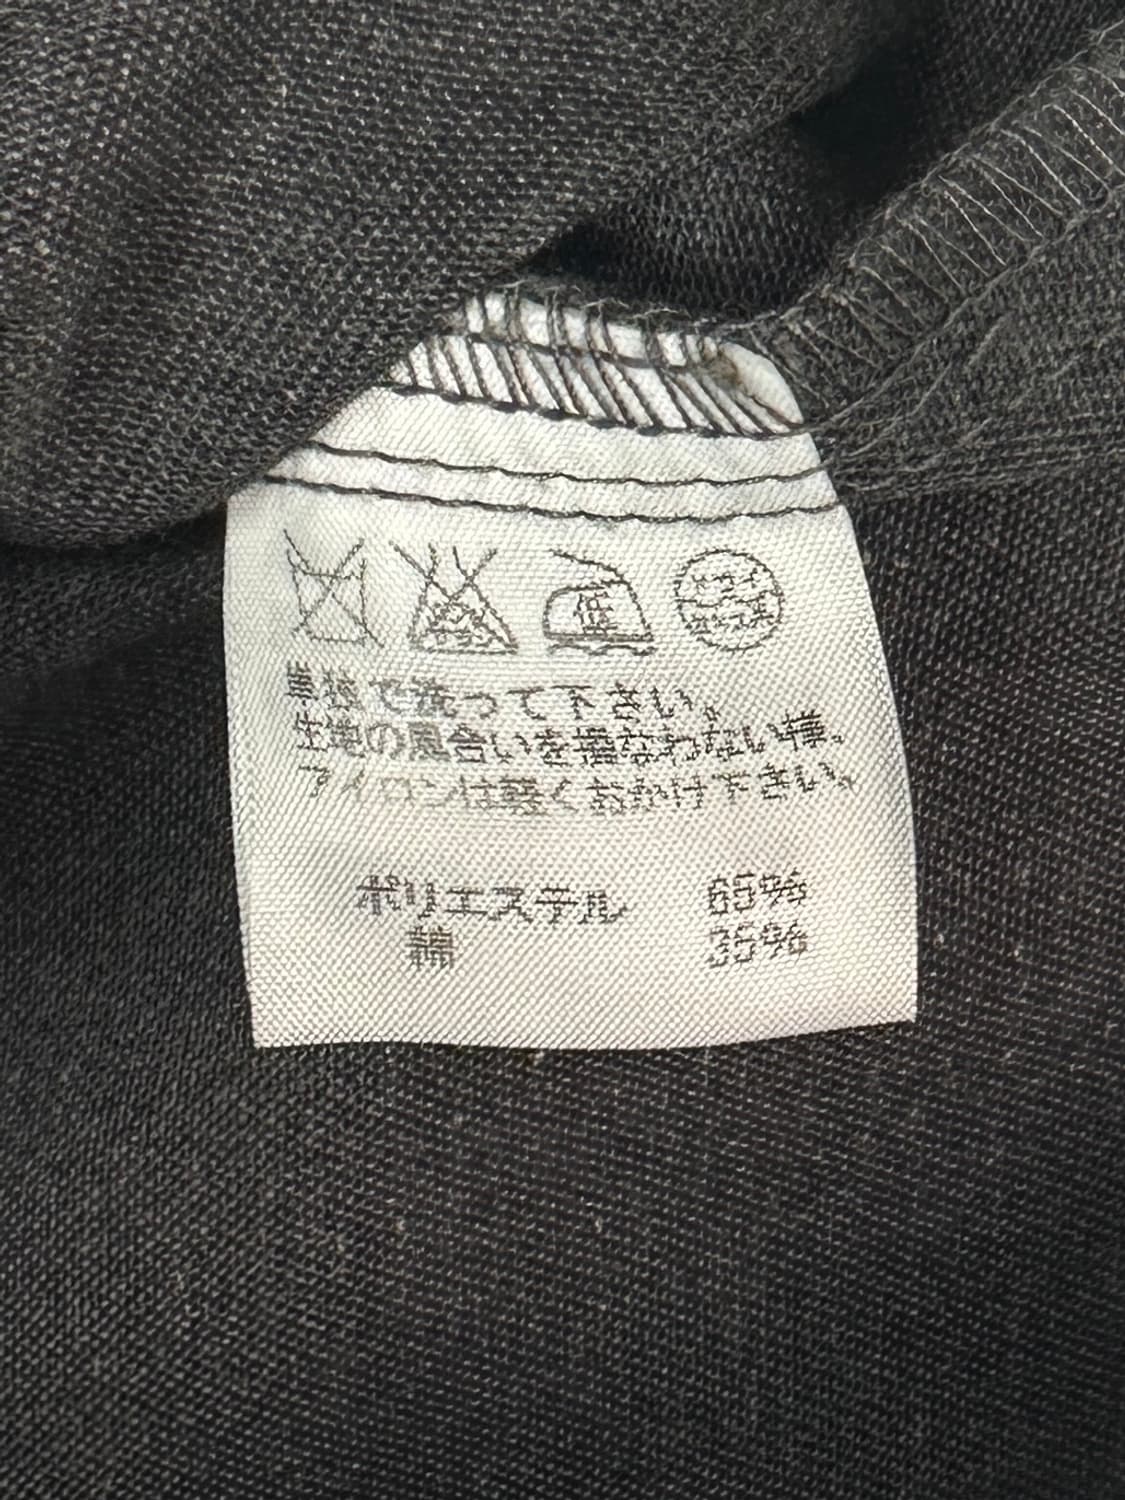 低
単独で洗って下さい。
生地の風合いを損なわない様、
アイロンは軽くおかけ下さい。
ポリエステル 65%
綿 35%